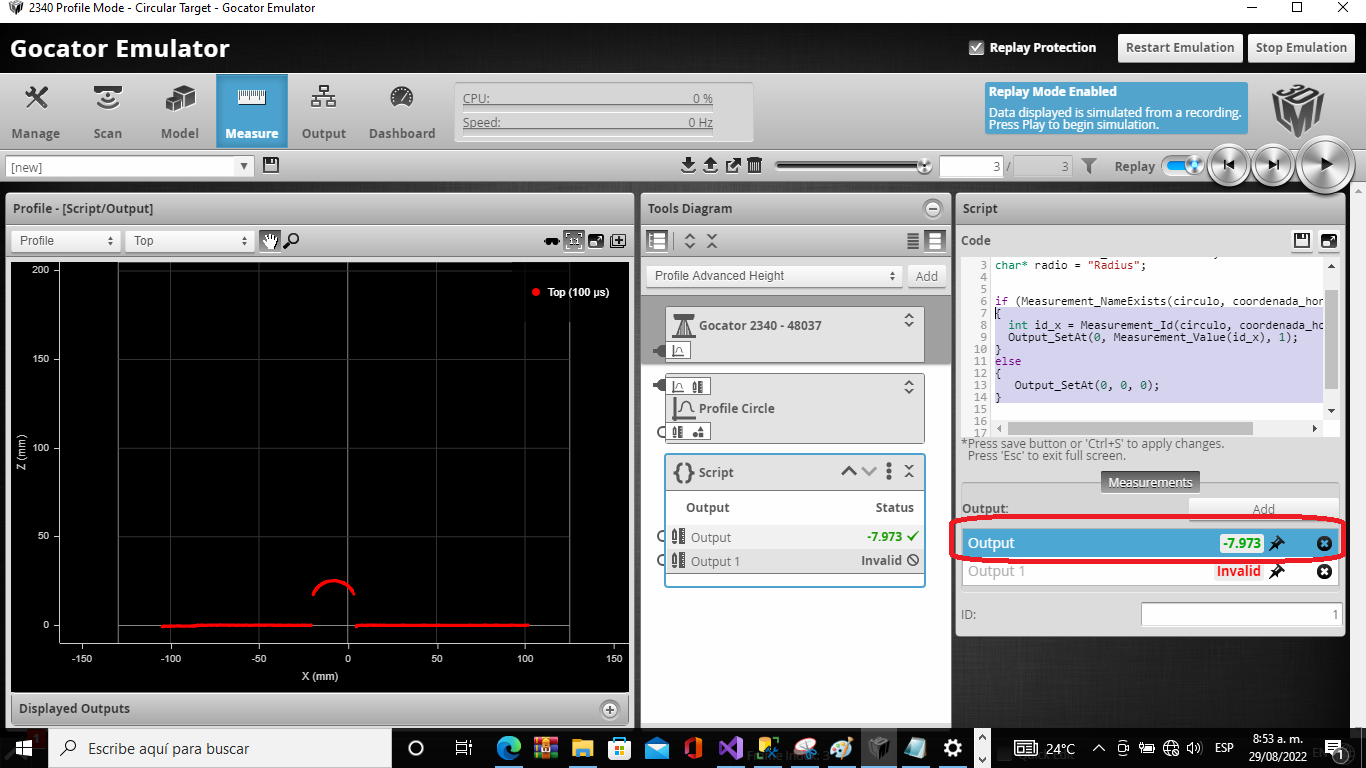 2340 Profile Mode - Circular Target - Gocator Emulator
Gocator Emulator
Replay Protection
Restart Emulation
Stop Emulation
Manage
Scan
Model
Measure
Output
Dashboard
CPU: 0 %
Speed: 0 Hz
Replay Mode Enabled
Data displayed is simulated from a recording.
Press Play to begin simulation.
[new]
3 / 3
Replay
Profile - [Script/Output]
Profile
Top
1:1
Top (100 µs)
200
150
100
50
0
Z (mm)
-150 -100 -50 0 50 100 150
X (mm)
Displayed Outputs
Tools Diagram
Profile Advanced Height
Add
Gocator 2340 - 48037
Profile Circle
{} Script
Output Status
Output -7.973
Output 1 Invalid
Script
Code
3 char* radio = "Radius";
4
5
6 if (Measurement_NameExists(circulo, coordenada_hor
7 {
8 int id_x = Measurement_Id(circulo, coordenada_ho
9 Output_SetAt(0, Measurement_Value(id_x), 1);
10 }
11 else
12 {
13 Output_SetAt(0, 0, 0);
14 }
15
16
17
*Press save button or 'Ctrl+S' to apply changes.
Press 'Esc' to exit full screen.
Measurements
Output:
Add
Output -7.973
Output 1 Invalid
ID: 1
Escribe aquí para buscar
24°C
ESP
8:53 a. m.
29/08/2022
1